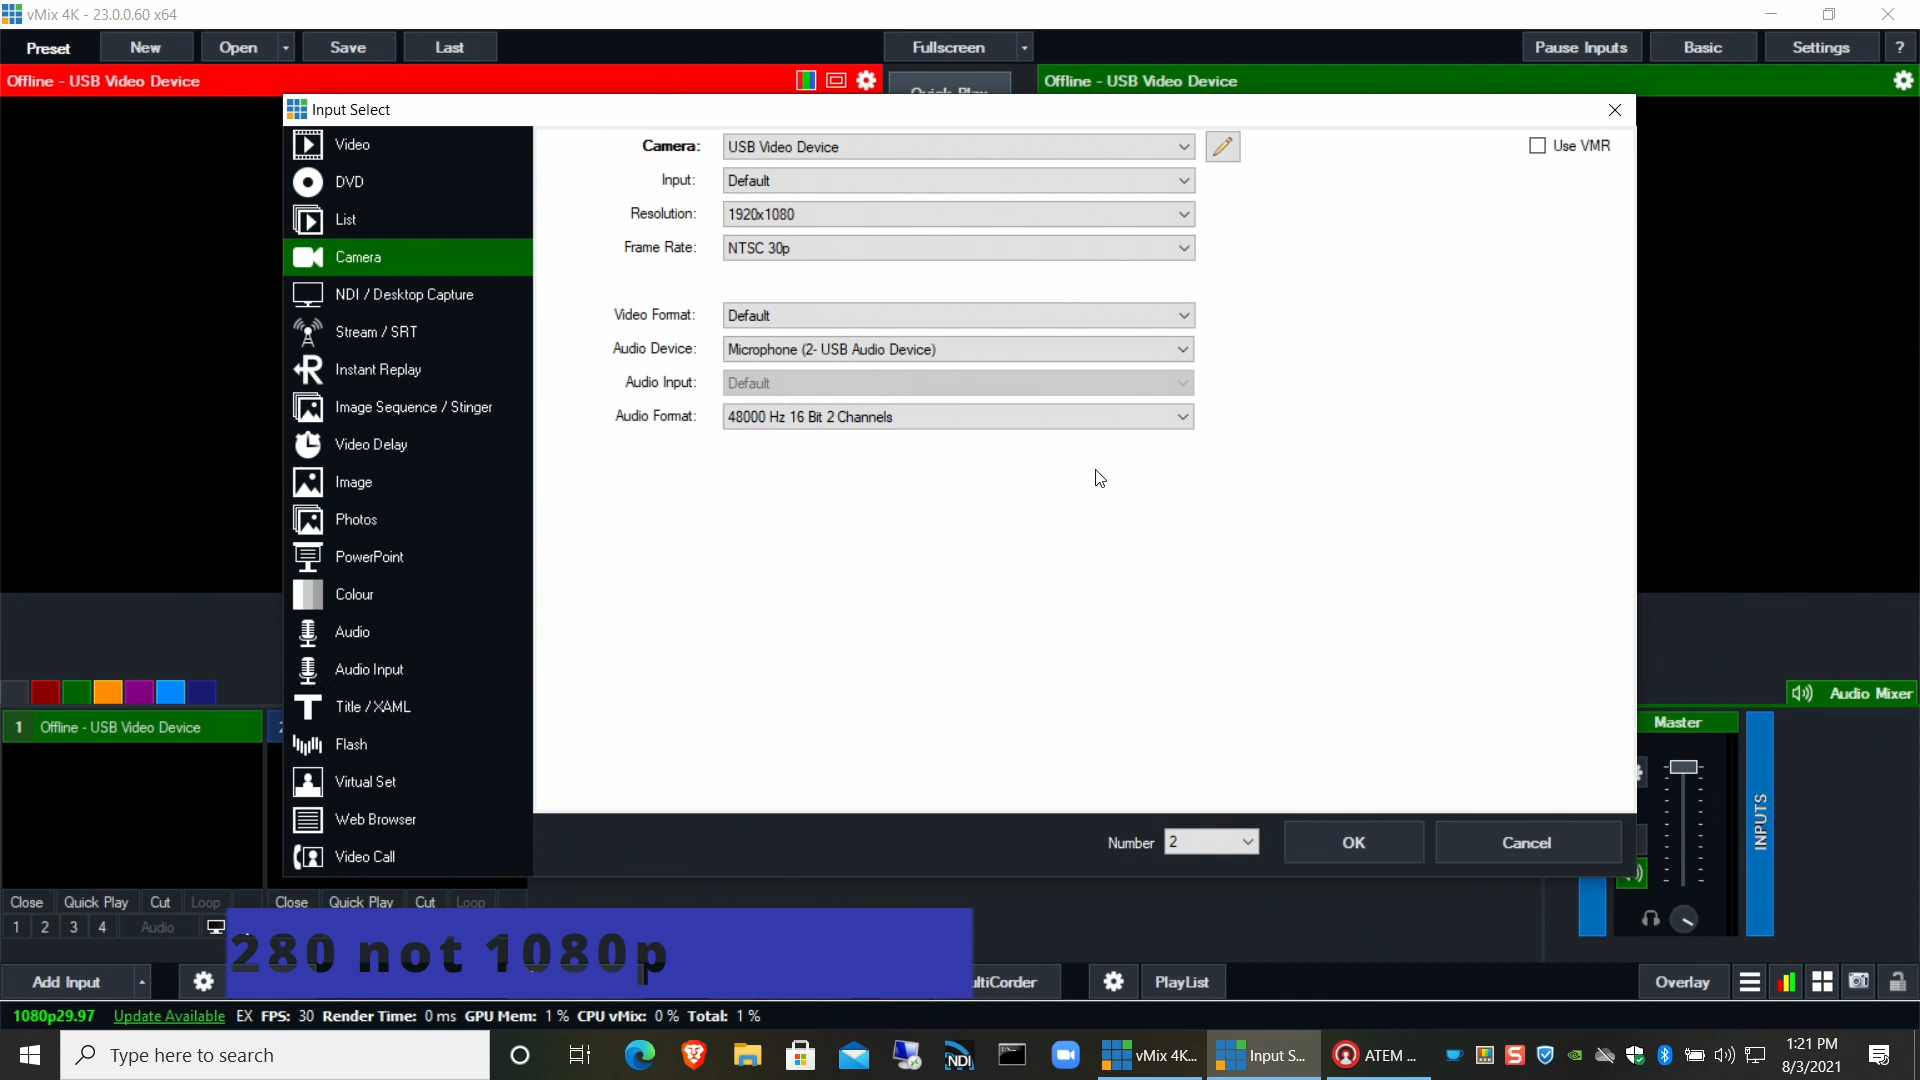 vMix 4K - 23.0.0.60 x64
Preset New Open Save Last Fullscreen Pause Inputs Basic Settings ?
Offline - USB Video Device
Quick Play
Offline - USB Video Device
Input Select
Video
DVD
List
Camera
NDI / Desktop Capture
Stream / SRT
Instant Replay
Image Sequence / Stinger
Video Delay
Image
Photos
PowerPoint
Colour
Audio
Audio Input
Title / XAML
Flash
Virtual Set
Web Browser
Video Call
Camera: USB Video Device
Use VMR
Input: Default
Resolution: 1920x1080
Frame Rate: NTSC 30p
Video Format: Default
Audio Device: Microphone (2- USB Audio Device)
Audio Input: Default
Audio Format: 48000 Hz 16 Bit 2 Channels
Number 2 OK Cancel
Audio Mixer
Master
INPUTS
1 Offline - USB Video Device
2
Close Quick Play Cut Loop Close Quick Play Cut Loop
1 2 3 4 Audio
280 not 1080p
Add Input
ultiCorder
PlayList
Overlay
1080p29.97 Update Available EX FPS: 30 Render Time: 0 ms GPU Mem: 1 % CPU vMix: 0 % Total: 1 %
Type here to search
NDI
vMix 4K...
Input S...
ATEM ...
1:21 PM
8/3/2021